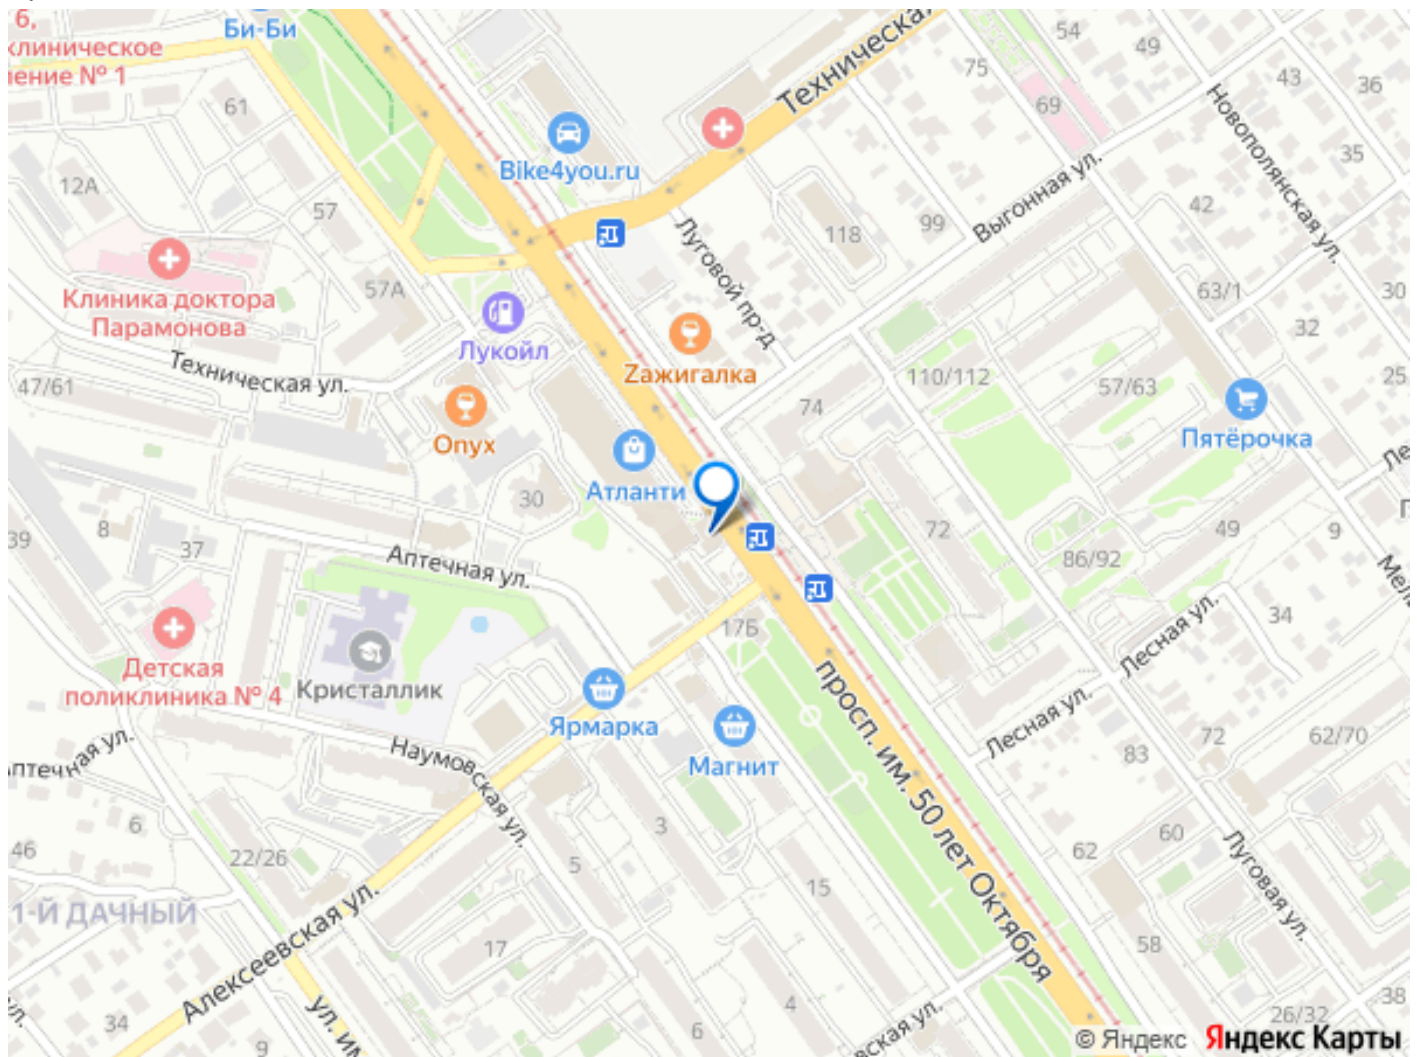 6,
клиническое
ение № 1
Би-Би
61
12А
57
Клиника доктора
Парамонова
57А
Лукойл
Bike4you.ru
Техническая
54
49
75
69
43
36
Новополянская ул.
35
Выгонная ул.
42
99
118
Луговой пр-д
63/1
30
32
Zажигалка
Техническая ул.
47/61
Опух
74
110/112
57/63
25
Пятёрочка
Атланти
30
8
39
37
Аптечная ул.
72
86/92
49
9
34
Лесная ул.
17Б
Детская
поликлиника № 4
Кристаллик
Ярмарка
Магнит
просп. им. 50 лет Октября
Лесная ул.
83
72
62/70
птечная ул.
Наумовская ул.
6
46
22/26
3
5
15
62
60
Луговая ул.
1-Й ДАЧНЫЙ
Алексеевская ул.
17
58
ул.
34
9
ул. им
4
6
вская ул.
26/32
38
© Яндекс Яндекс Карты